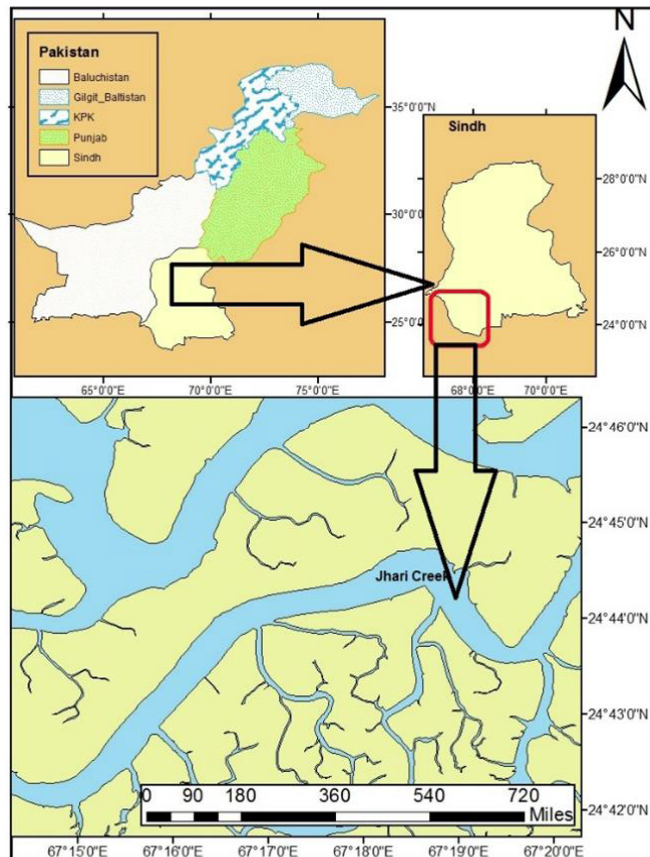 N
Pakistan
Baluchistan
Gilgit_Baltistan
KPK
Punjab
Sindh
35°0'0"N
30°0'0"N
25°0'0"N
65°0'0"E 70°0'0"E 75°0'0"E
Sindh
28°0'0"N
26°0'0"N
24°0'0"N
68°0'0"E 70°0'0"E
24°46'0"N
24°45'0"N
24°44'0"N
24°43'0"N
24°42'0"N
Jhari Creek
0 90 180 360 540 720
Miles
67°15'0"E 67°16'0"E 67°17'0"E 67°18'0"E 67°19'0"E 67°20'0"E